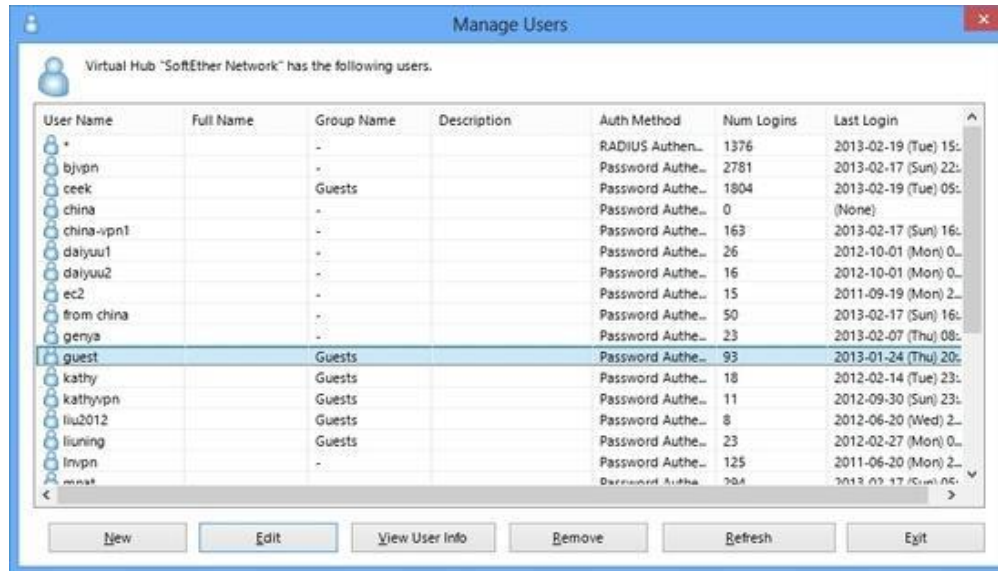 Manage Users
Virtual Hub "SoftEther Network" has the following users.
User Name Full Name Group Name Description Auth Method Num Logins Last Login
* - RADIUS Authen... 1376 2013-02-19 (Tue) 15:...
bjvpn - Password Authe... 2781 2013-02-17 (Sun) 22:...
ceek Guests Password Authe... 1804 2013-02-19 (Tue) 05:...
china - Password Authe... 0 (None)
china-vpn1 - Password Authe... 163 2013-02-17 (Sun) 16:...
daiyuu1 - Password Authe... 26 2012-10-01 (Mon) 0...
daiyuu2 - Password Authe... 16 2012-10-01 (Mon) 0...
ec2 - Password Authe... 15 2011-09-19 (Mon) 2...
from china - Password Authe... 50 2013-02-17 (Sun) 16:...
genya - Password Authe... 23 2013-02-07 (Thu) 08:...
guest Guests Password Authe... 93 2013-01-24 (Thu) 20:...
kathy Guests Password Authe... 18 2012-02-14 (Tue) 23:...
kathyvpn Guests Password Authe... 11 2012-09-30 (Sun) 23:...
liu2012 Guests Password Authe... 8 2012-06-20 (Wed) 2...
liuning Guests Password Authe... 23 2012-02-27 (Mon) 0...
lnvpn - Password Authe... 125 2011-06-20 (Mon) 2...
Password Authe... 294 2013-02-17 (Sun) 05:...
New Edit View User Info Remove Refresh Exit